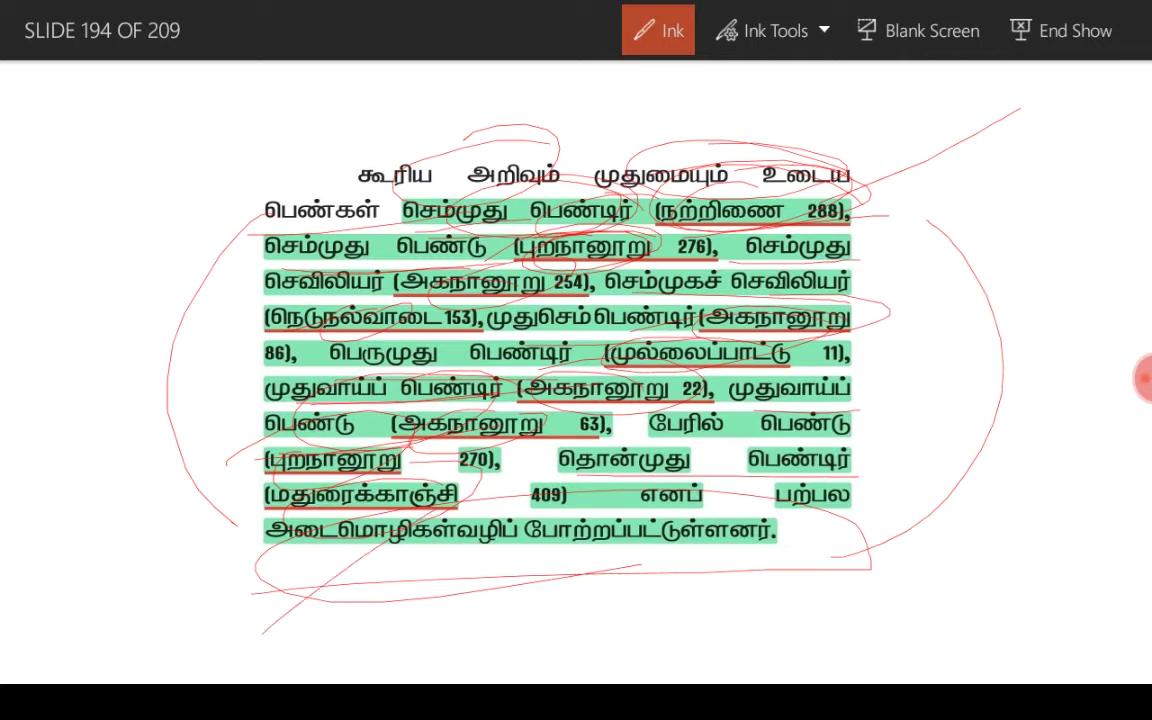 SLIDE 194 OF 209
Ink
Ink Tools
Blank Screen
End Show
கூரிய அறிவும் முதுமையும் உடைய
பெண்கள் செம்முது பெண்டிர் (நற்றிணை 288),
செம்முது பெண்டு (புறநானூறு 276), செம்முது
செவிலியர் (அகநானூறு 254), செம்முகச் செவிலியர்
(நெடுநல்வாடை 153), முதுசெம் பெண்டிர் (அகநானூறு
86), பெருமுது பெண்டிர் (முல்லைப்பாட்டு 11),
முதுவாய்ப் பெண்டிர் (அகநானூறு 22), முதுவாய்ப்
பெண்டு (அகநானூறு 63), பேரில் பெண்டு
(புறநானூறு 270), தொன்முது பெண்டிர்
(மதுரைக்காஞ்சி 409) எனப் பற்பல
அடைமொழிகள்வழிப் போற்றப்பட்டுள்ளனர்.